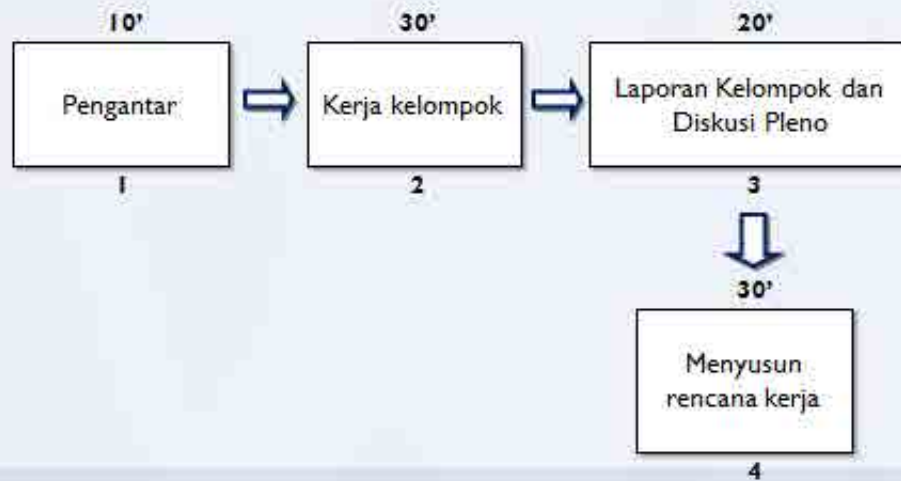 10'
30'
20'
Pengantar
Kerja kelompok
Laporan Kelompok dan
Diskusi Pleno
1
2
3
30'
Menyusun
rencana kerja
4